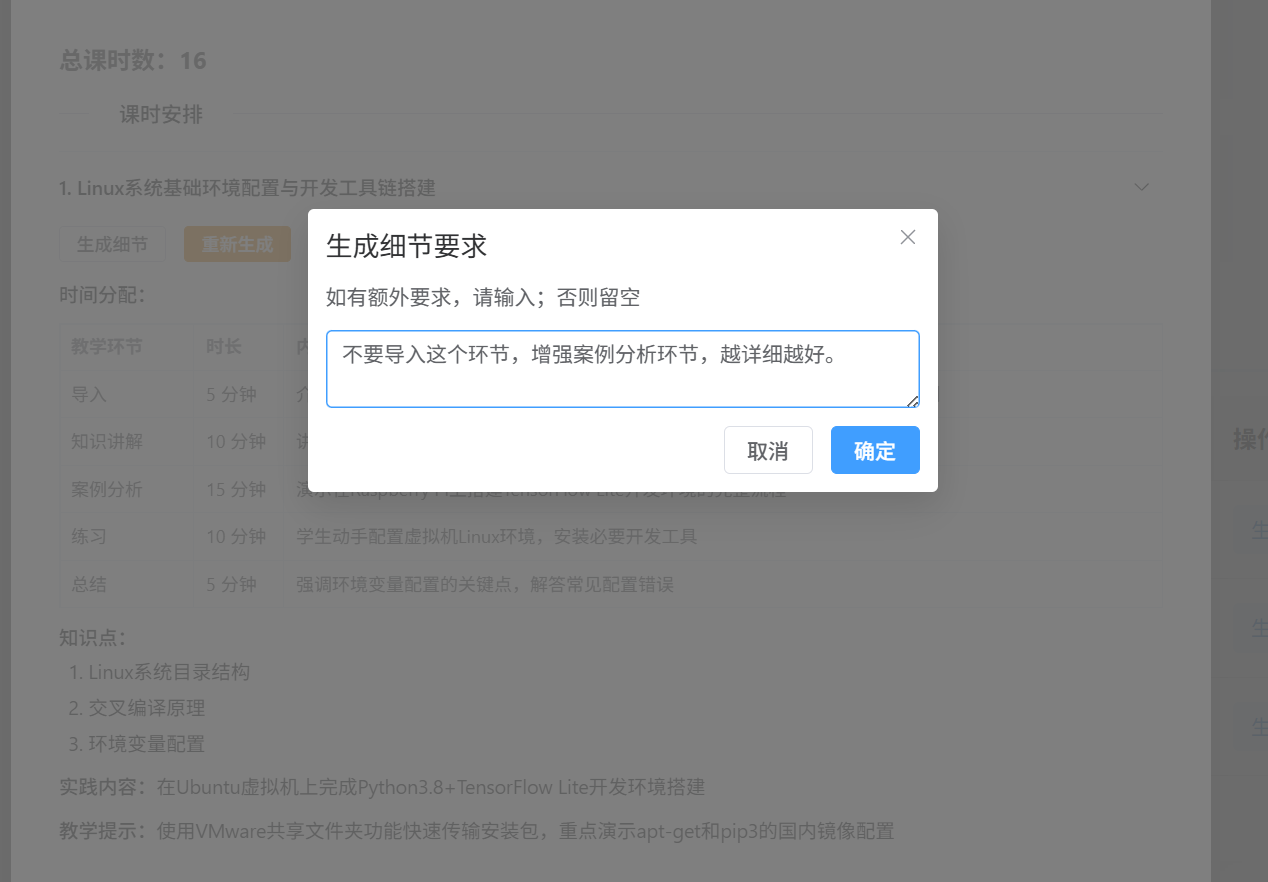 总课时数：16
课时安排
1. Linux系统基础环境配置与开发工具链搭建
生成细节 重新生成
时间分配：
教学环节 时长 内
导入 5 分钟 介
知识讲解 10 分钟 讲
案例分析 15 分钟 演示在Raspberry Pi上搭建TensorFlow Lite开发环境的完整流程
练习 10 分钟 学生动手配置虚拟机Linux环境，安装必要开发工具
总结 5 分钟 强调环境变量配置的关键点，解答常见配置错误
知识点：
1. Linux系统目录结构
2. 交叉编译原理
3. 环境变量配置
实践内容：在Ubuntu虚拟机上完成Python3.8+TensorFlow Lite开发环境搭建
教学提示：使用VMware共享文件夹功能快速传输安装包，重点演示apt-get和pip3的国内镜像配置
生成细节要求
如有额外要求，请输入；否则留空
不要导入这个环节，增强案例分析环节，越详细越好。
取消 确定
操作
生
生
生